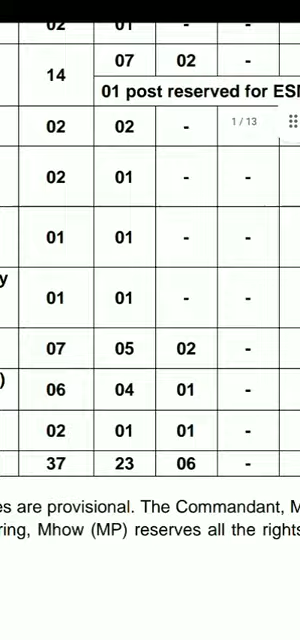 02 01 - -
14 07 02 -
01 post reserved for ESM
02 02 - 1 / 13
02 01 - -
01 01 - -
y
01 01 - -
07 05 02 -
)
06 04 01 -
02 01 01 -
37 23 06 -
es are provisional. The Commandant, M
ring, Mhow (MP) reserves all the rights